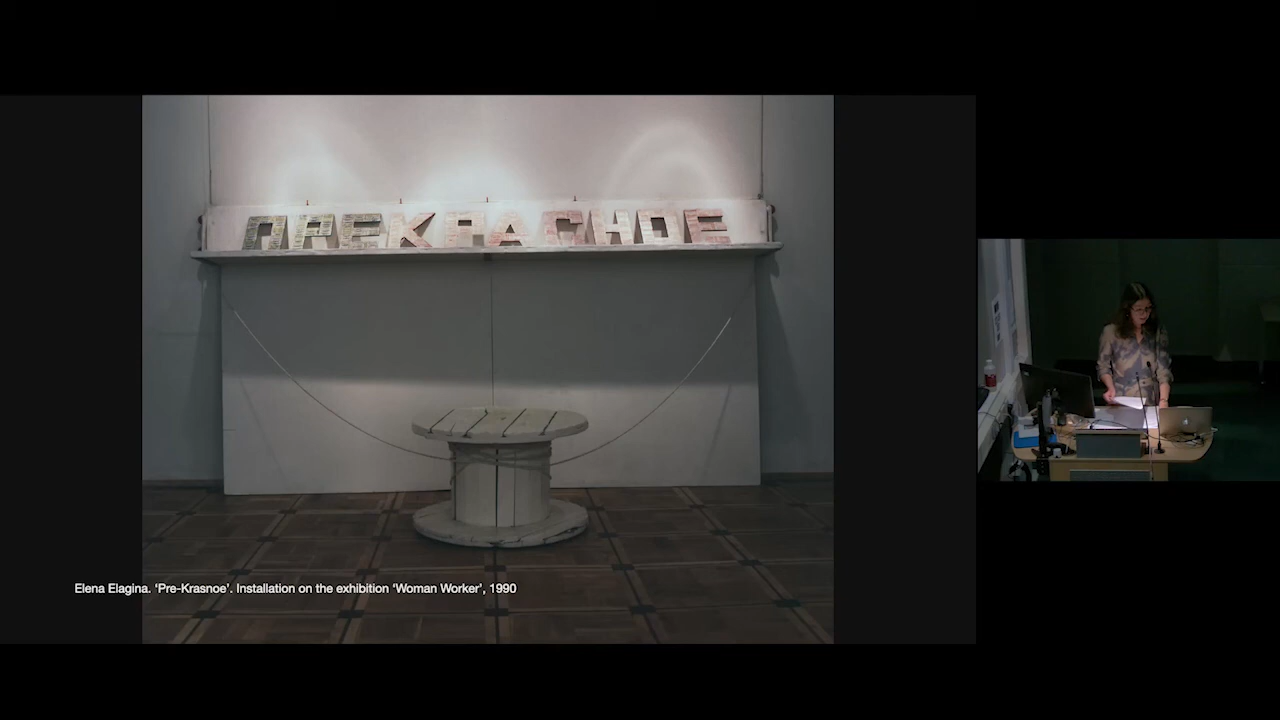 ПРЕКРАСНОЕ
Elena Elagina. ‘Pre-Krasnoe’. Installation on the exhibition ‘Woman Worker’, 1990